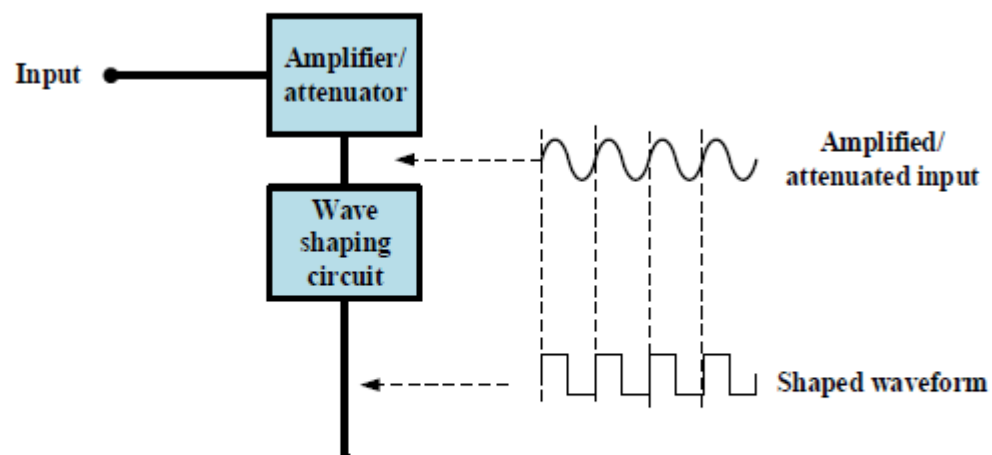 Input
Amplifier/
attenuator
Amplified/
attenuated input
Wave
shaping
circuit
Shaped waveform